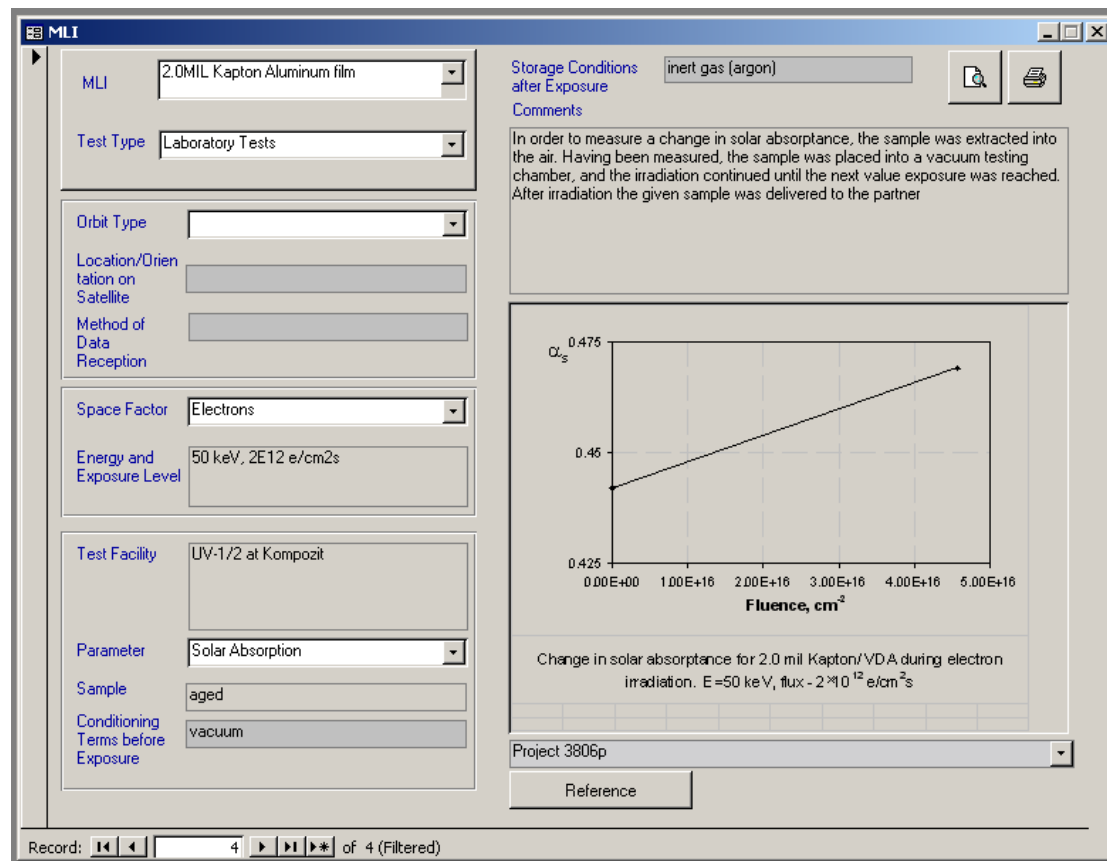 MLI
MLI
2.0MIL Kapton Aluminum film
Test Type
Laboratory Tests
Orbit Type
Location/Orien
tation on
Satellite
Method of
Data
Reception
Space Factor
Electrons
Energy and
Exposure Level
50 keV, 2E12 e/cm2s
Test Facility
UV-1/2 at Kompozit
Parameter
Solar Absorption
Sample
aged
Conditioning
Terms before
Exposure
vacuum
Storage Conditions
after Exposure
inert gas (argon)
Comments
In order to measure a change in solar absorptance, the sample was extracted into
the air. Having been measured, the sample was placed into a vacuum testing
chamber, and the irradiation continued until the next value exposure was reached.
After irradiation the given sample was delivered to the partner
αs
0.475
0.45
0.425
0.00E+00 1.00E+16 2.00E+16 3.00E+16 4.00E+16 5.00E+16
Fluence, cm-2
Change in solar absorptance for 2.0 mil Kapton/VDA during electron
irradiation. E=50 keV, flux - 2*10 12 e/cm2s
Project 3806p
Reference
Record: 4 of 4 (Filtered)